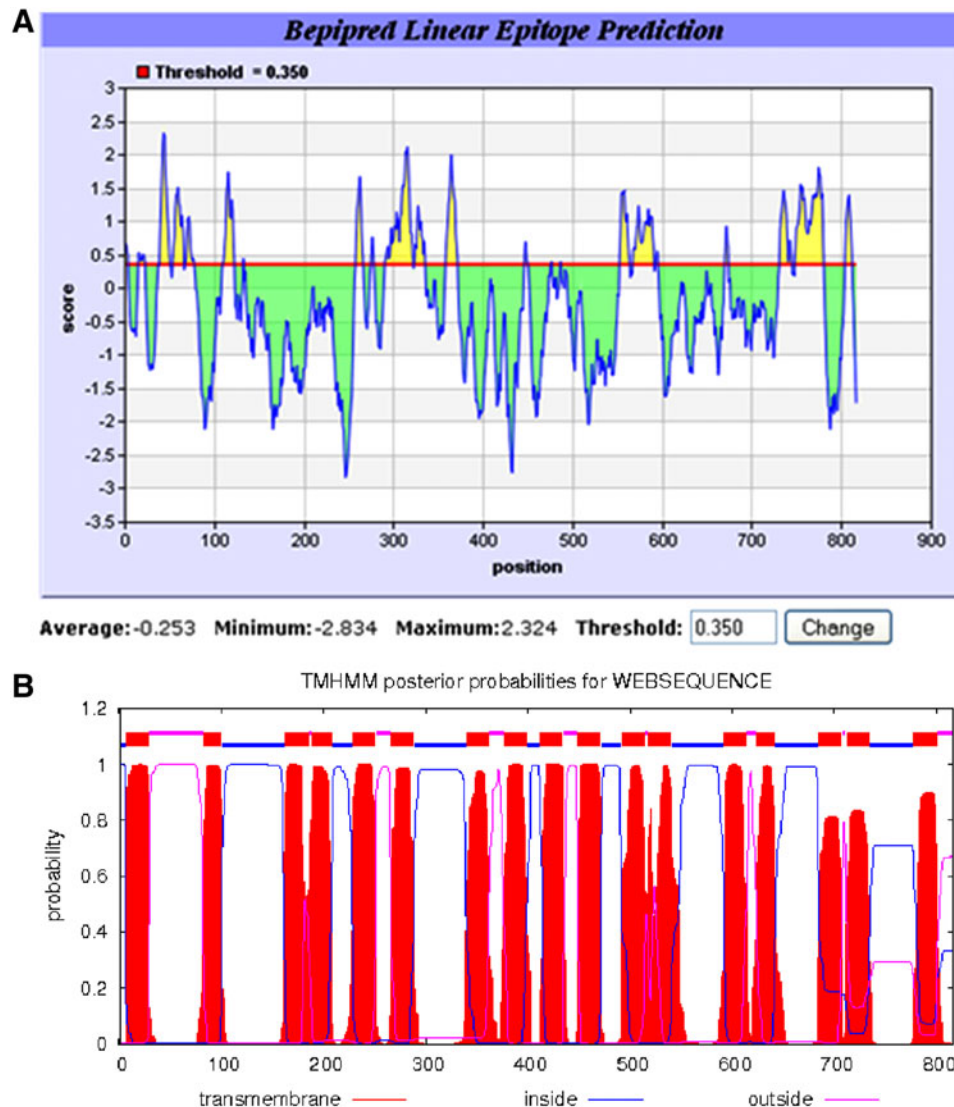 A
Bepipred Linear Epitope Prediction
Threshold = 0.350
3
2.5
2
1.5
1
0.5
0
-0.5
-1
-1.5
-2
-2.5
-3
-3.5
score
0 100 200 300 400 500 600 700 800 900
position
Average:-0.253 Minimum:-2.834 Maximum:2.324 Threshold: 0.350 Change
B
TMHMM posterior probabilities for WEBSEQUENCE
1.2
1
0.8
0.6
0.4
0.2
0
probability
0 100 200 300 400 500 600 700 800
transmembrane inside outside